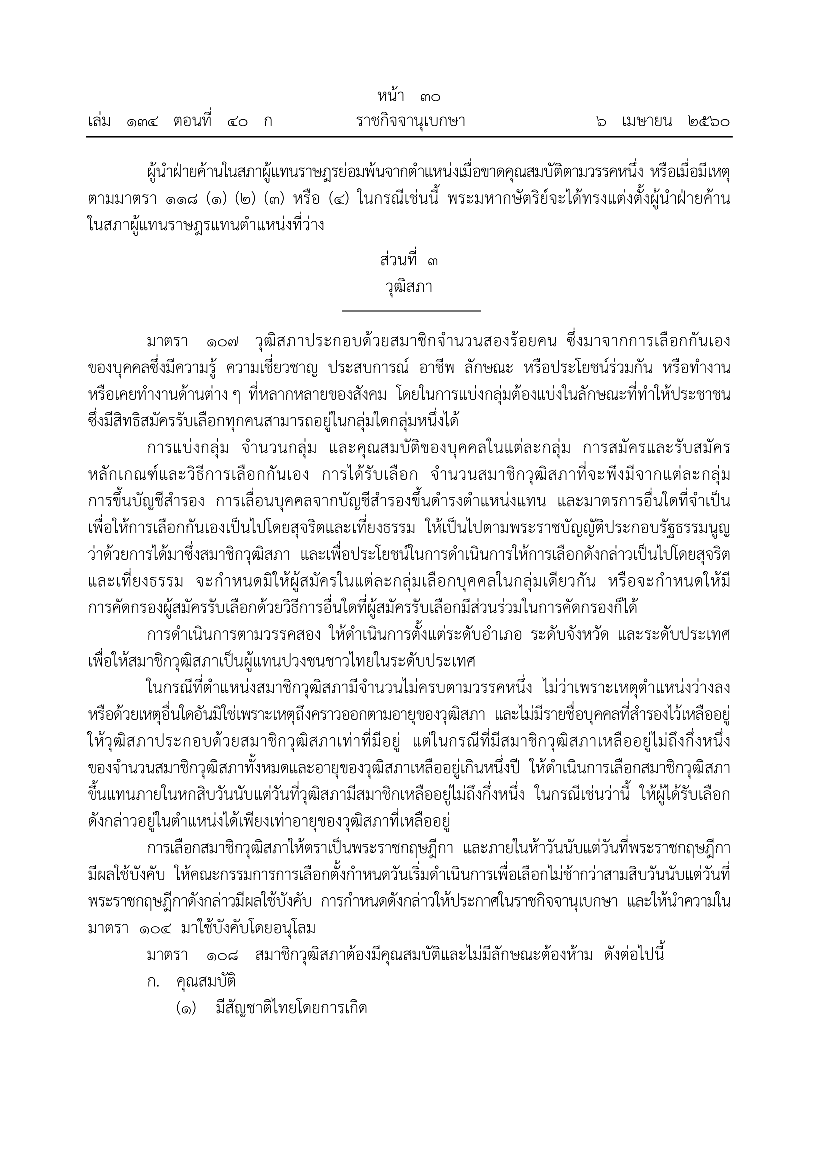 หน้า ๓๐
เล่ม ๑๓๔ ตอนที่ ๔๐ ก ราชกิจจานุเบกษา ๖ เมษายน ๒๕๖๐
ผู้นำฝ่ายค้านในสภาผู้แทนราษฎรย่อมพ้นจากตำแหน่งเมื่อขาดคุณสมบัติตามวรรคหนึ่ง หรือเมื่อมีเหตุ
ตามมาตรา ๑๑๘ (๑) (๒) (๓) หรือ (๔) ในกรณีเช่นนี้ พระมหากษัตริย์จะได้ทรงแต่งตั้งผู้นำฝ่ายค้าน
ในสภาผู้แทนราษฎรแทนตำแหน่งที่ว่าง
ส่วนที่ ๓
วุฒิสภา
มาตรา ๑๐๗ วุฒิสภาประกอบด้วยสมาชิกจำนวนสองร้อยคน ซึ่งมาจากการเลือกกันเอง
ของบุคคลซึ่งมีความรู้ ความเชี่ยวชาญ ประสบการณ์ อาชีพ ลักษณะ หรือประโยชน์ร่วมกัน หรือทำงาน
หรือเคยทำงานด้านต่าง ๆ ที่หลากหลายของสังคม โดยในการแบ่งกลุ่มต้องแบ่งในลักษณะที่ทำให้ประชาชน
ซึ่งมีสิทธิสมัครรับเลือกทุกคนสามารถอยู่ในกลุ่มใดกลุ่มหนึ่งได้
การแบ่งกลุ่ม จำนวนกลุ่ม และคุณสมบัติของบุคคลในแต่ละกลุ่ม การสมัครและรับสมัคร
หลักเกณฑ์และวิธีการเลือกกันเอง การได้รับเลือก จำนวนสมาชิกวุฒิสภาที่จะพึงมีจากแต่ละกลุ่ม
การขึ้นบัญชีสำรอง การเลื่อนบุคคลจากบัญชีสำรองขึ้นดำรงตำแหน่งแทน และมาตรการอื่นใดที่จำเป็น
เพื่อให้การเลือกกันเองเป็นไปโดยสุจริตและเที่ยงธรรม ให้เป็นไปตามพระราชบัญญัติประกอบรัฐธรรมนูญ
ว่าด้วยการได้มาซึ่งสมาชิกวุฒิสภา และเพื่อประโยชน์ในการดำเนินการให้การเลือกดังกล่าวเป็นไปโดยสุจริต
และเที่ยงธรรม จะกำหนดมิให้ผู้สมัครในแต่ละกลุ่มเลือกบุคคลในกลุ่มเดียวกัน หรือจะกำหนดให้มี
การคัดกรองผู้สมัครรับเลือกด้วยวิธีการอื่นใดที่ผู้สมัครรับเลือกมีส่วนร่วมในการคัดกรองก็ได้
การดำเนินการตามวรรคสอง ให้ดำเนินการตั้งแต่ระดับอำเภอ ระดับจังหวัด และระดับประเทศ
เพื่อให้สมาชิกวุฒิสภาเป็นผู้แทนปวงชนชาวไทยในระดับประเทศ
ในกรณีที่ตำแหน่งสมาชิกวุฒิสภามีจำนวนไม่ครบตามวรรคหนึ่ง ไม่ว่าเพราะเหตุตำแหน่งว่างลง
หรือด้วยเหตุอื่นใดอันมิใช่เพราะเหตุถึงคราวออกตามอายุของวุฒิสภา และไม่มีรายชื่อบุคคลที่สำรองไว้เหลืออยู่
ให้วุฒิสภาประกอบด้วยสมาชิกวุฒิสภาเท่าที่มีอยู่ แต่ในกรณีที่มีสมาชิกวุฒิสภาเหลืออยู่ไม่ถึงกึ่งหนึ่ง
ของจำนวนสมาชิกวุฒิสภาทั้งหมดและอายุของวุฒิสภาเหลืออยู่เกินหนึ่งปี ให้ดำเนินการเลือกสมาชิกวุฒิสภา
ขึ้นแทนภายในหกสิบวันนับแต่วันที่วุฒิสภามีสมาชิกเหลืออยู่ไม่ถึงกึ่งหนึ่ง ในกรณีเช่นว่านี้ ให้ผู้ได้รับเลือก
ดังกล่าวอยู่ในตำแหน่งได้เพียงเท่าอายุของวุฒิสภาที่เหลืออยู่
การเลือกสมาชิกวุฒิสภาให้ตราเป็นพระราชกฤษฎีกา และภายในห้าวันนับแต่วันที่พระราชกฤษฎีกา
มีผลใช้บังคับ ให้คณะกรรมการการเลือกตั้งกำหนดวันเริ่มดำเนินการเพื่อเลือกไม่ช้ากว่าสามสิบวันนับแต่วันที่
พระราชกฤษฎีกาดังกล่าวมีผลใช้บังคับ การกำหนดดังกล่าวให้ประกาศในราชกิจจานุเบกษา และให้นำความใน
มาตรา ๑๐๔ มาใช้บังคับโดยอนุโลม
มาตรา ๑๐๘ สมาชิกวุฒิสภาต้องมีคุณสมบัติและไม่มีลักษณะต้องห้าม ดังต่อไปนี้
ก. คุณสมบัติ
(๑) มีสัญชาติไทยโดยการเกิด